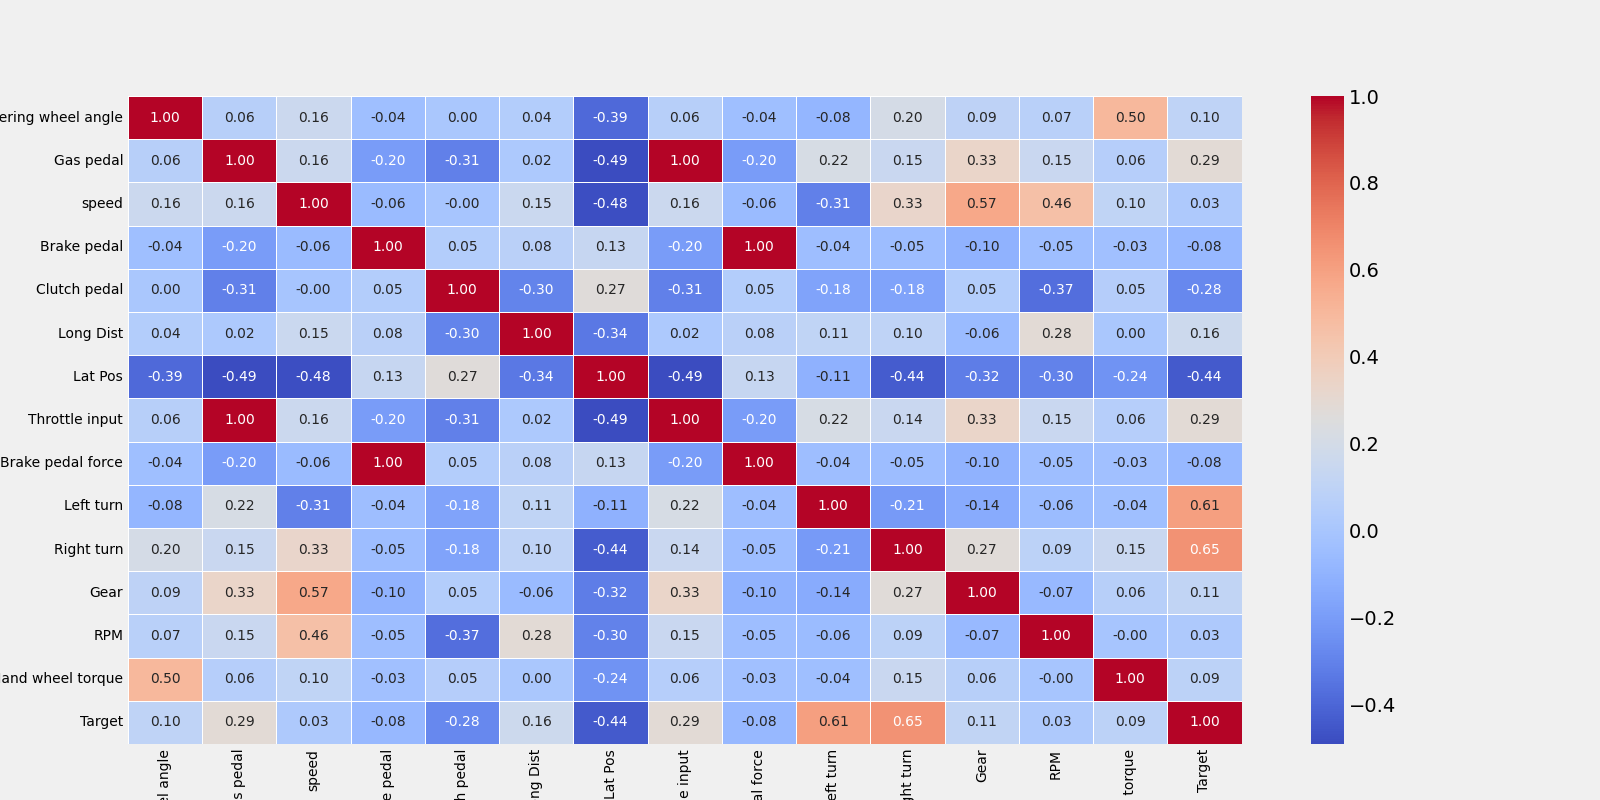 ering wheel angle 1.00 0.06 0.16 -0.04 0.00 0.04 -0.39 0.06 -0.04 -0.08 0.20 0.09 0.07 0.50 0.10
Gas pedal 0.06 1.00 0.16 -0.20 -0.31 0.02 -0.49 1.00 -0.20 0.22 0.15 0.33 0.15 0.06 0.29
speed 0.16 0.16 1.00 -0.06 -0.00 0.15 -0.48 0.16 -0.06 -0.31 0.33 0.57 0.46 0.10 0.03
Brake pedal -0.04 -0.20 -0.06 1.00 0.05 0.08 0.13 -0.20 1.00 -0.04 -0.05 -0.10 -0.05 -0.03 -0.08
Clutch pedal 0.00 -0.31 -0.00 0.05 1.00 -0.30 0.27 -0.31 0.05 -0.18 -0.18 0.05 -0.37 0.05 -0.28
Long Dist 0.04 0.02 0.15 0.08 -0.30 1.00 -0.34 0.02 0.08 0.11 0.10 -0.06 0.28 0.00 0.16
Lat Pos -0.39 -0.49 -0.48 0.13 0.27 -0.34 1.00 -0.49 0.13 -0.11 -0.44 -0.32 -0.30 -0.24 -0.44
Throttle input 0.06 1.00 0.16 -0.20 -0.31 0.02 -0.49 1.00 -0.20 0.22 0.14 0.33 0.15 0.06 0.29
Brake pedal force -0.04 -0.20 -0.06 1.00 0.05 0.08 0.13 -0.20 1.00 -0.04 -0.05 -0.10 -0.05 -0.03 -0.08
Left turn -0.08 0.22 -0.31 -0.04 -0.18 0.11 -0.11 0.22 -0.04 1.00 -0.21 -0.14 -0.06 -0.04 0.61
Right turn 0.20 0.15 0.33 -0.05 -0.18 0.10 -0.44 0.14 -0.05 -0.21 1.00 0.27 0.09 0.15 0.65
Gear 0.09 0.33 0.57 -0.10 0.05 -0.06 -0.32 0.33 -0.10 -0.14 0.27 1.00 -0.07 0.06 0.11
RPM 0.07 0.15 0.46 -0.05 -0.37 0.28 -0.30 0.15 -0.05 -0.06 0.09 -0.07 1.00 -0.00 0.03
and wheel torque 0.50 0.06 0.10 -0.03 0.05 0.00 -0.24 0.06 -0.03 -0.04 0.15 0.06 -0.00 1.00 0.09
Target 0.10 0.29 0.03 -0.08 -0.28 0.16 -0.44 0.29 -0.08 0.61 0.65 0.11 0.03 0.09 1.00
el angle
s pedal
speed
e pedal
h pedal
ng Dist
Lat Pos
e input
al force
eft turn
ght turn
Gear
RPM
torque
Target
1.0
0.8
0.6
0.4
0.2
0.0
−0.2
−0.4